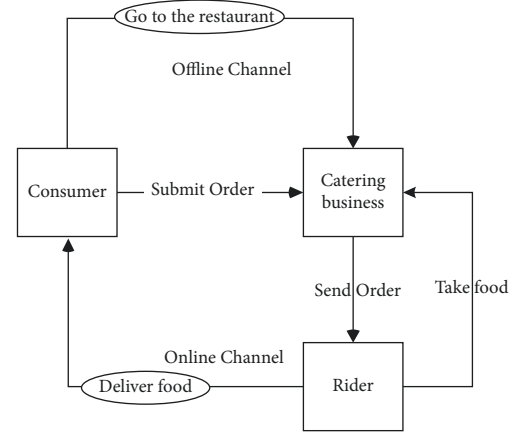 Go to the restaurant
Offline Channel
Consumer
Submit Order
Catering
business
Send Order
Take food
Online Channel
Deliver food
Rider